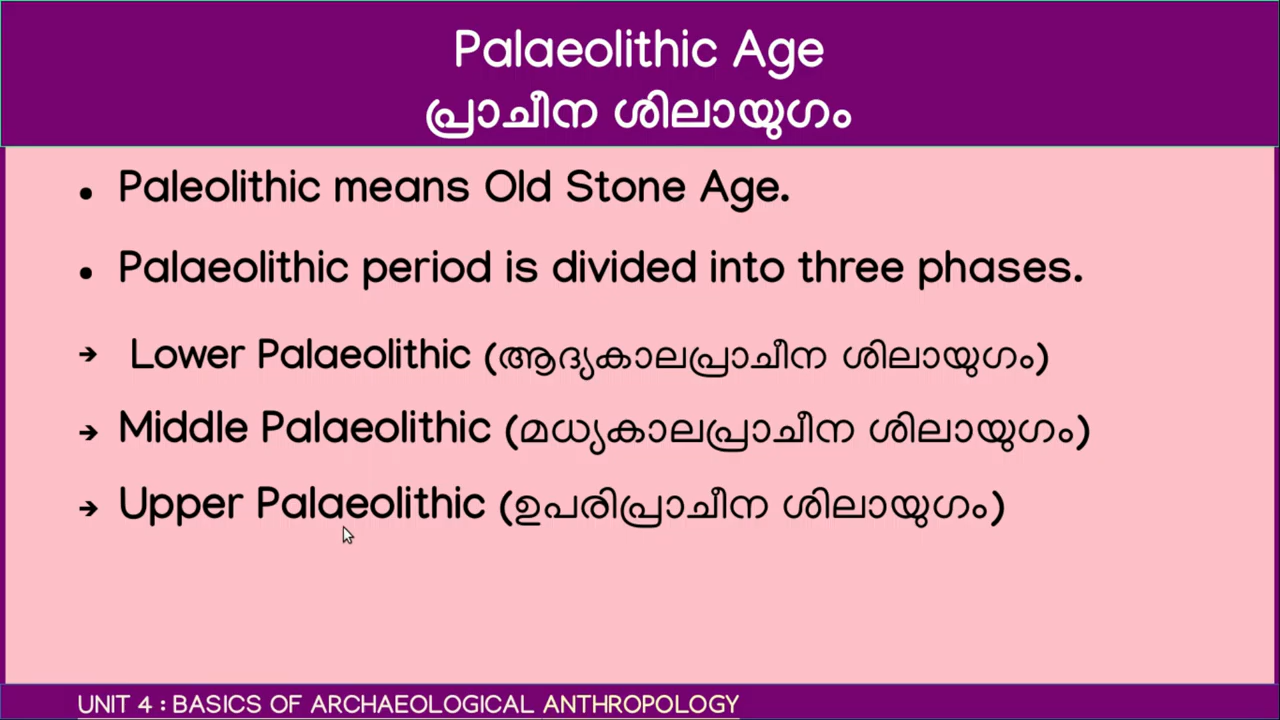 Palaeolithic Age
പ്രാചീന ശിലായുഗം
• Paleolithic means Old Stone Age.
• Palaeolithic period is divided into three phases.
➔ Lower Palaeolithic (ആദ്യകാലപ്രാചീന ശിലായുഗം)
➔ Middle Palaeolithic (മധ്യകാലപ്രാചീന ശിലായുഗം)
➔ Upper Palaeolithic (ഉപരിപ്രാചീന ശിലായുഗം)
UNIT 4 : BASICS OF ARCHAEOLOGICAL ANTHROPOLOGY